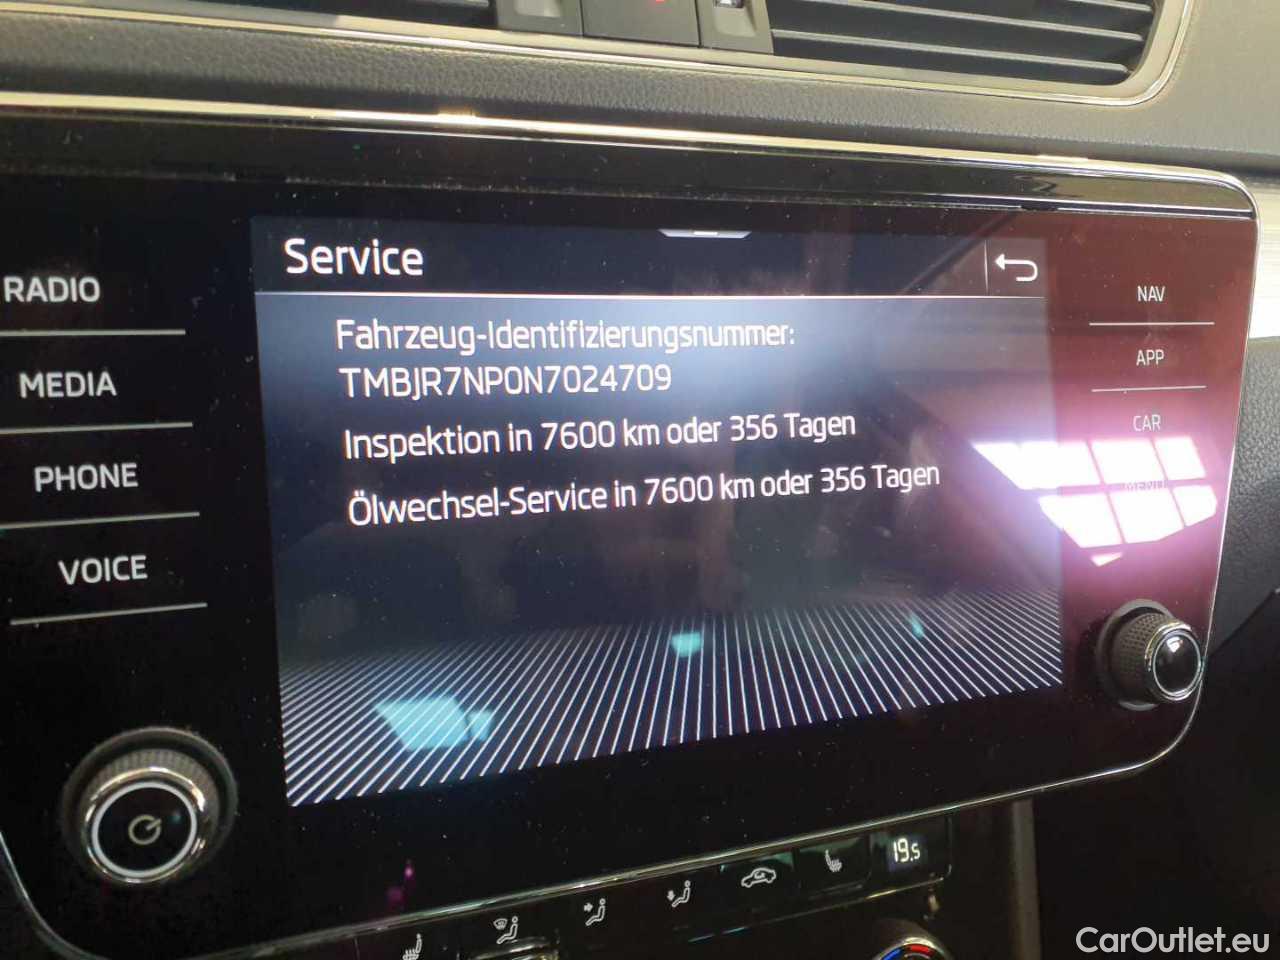 Service
RADIO
MEDIA
PHONE
VOICE
Fahrzeug-Identifizierungsnummer:
TMBJR7NP0N7024709
Inspektion in 7600 km oder 356 Tagen
Ölwechsel-Service in 7600 km oder 356 Tagen
NAV
APP
CAR
MENU
19.5
CarOutlet.eu